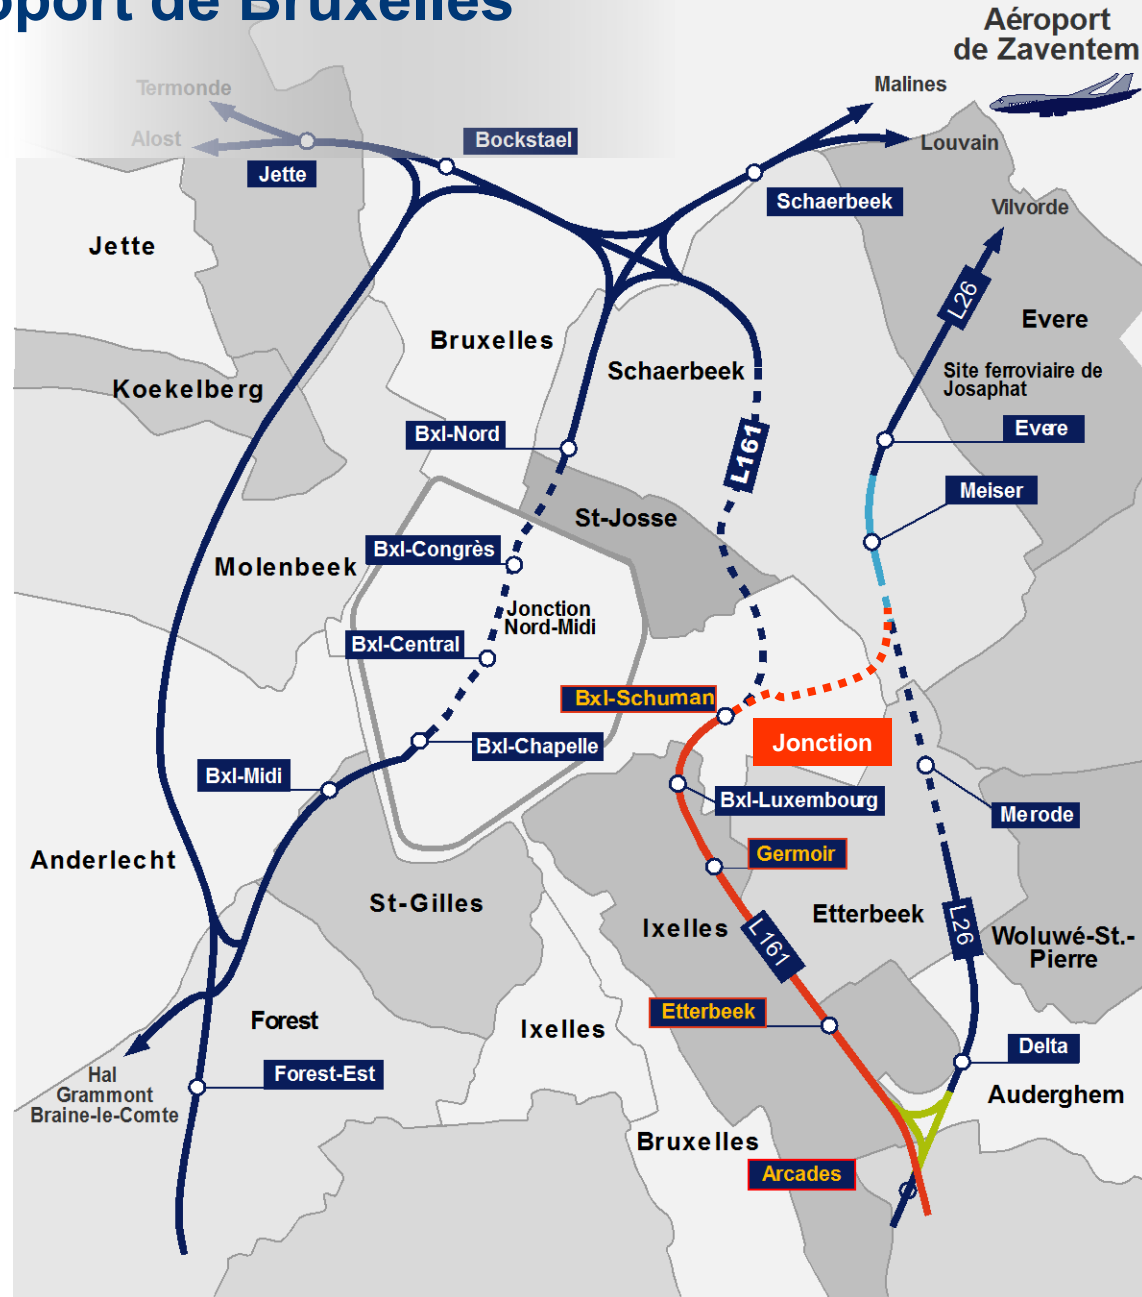 oport de Bruxelles
Aéroport
de Zaventem
Termonde
Malines
Alost
Bockstael
Louvain
Jette
Schaerbeek
Vilvorde
Jette
L26
Evere
Bruxelles
Schaerbeek
Site ferroviaire de
Josaphat
Koekelberg
Bxl-Nord
L161
Evere
Meiser
St-Josse
Bxl-Congrès
Molenbeek
Jonction
Nord-Midi
Bxl-Central
Bxl-Schuman
Jonction
Bxl-Chapelle
Bxl-Midi
Bxl-Luxembourg
Merode
Anderlecht
Germoir
St-Gilles
Ixelles
L161
Etterbeek
L26
Woluwé-St.-
Pierre
Etterbeek
Forest
Ixelles
Delta
Hal
Grammont
Braine-le-Comte
Forest-Est
Auderghem
Bruxelles
Arcades